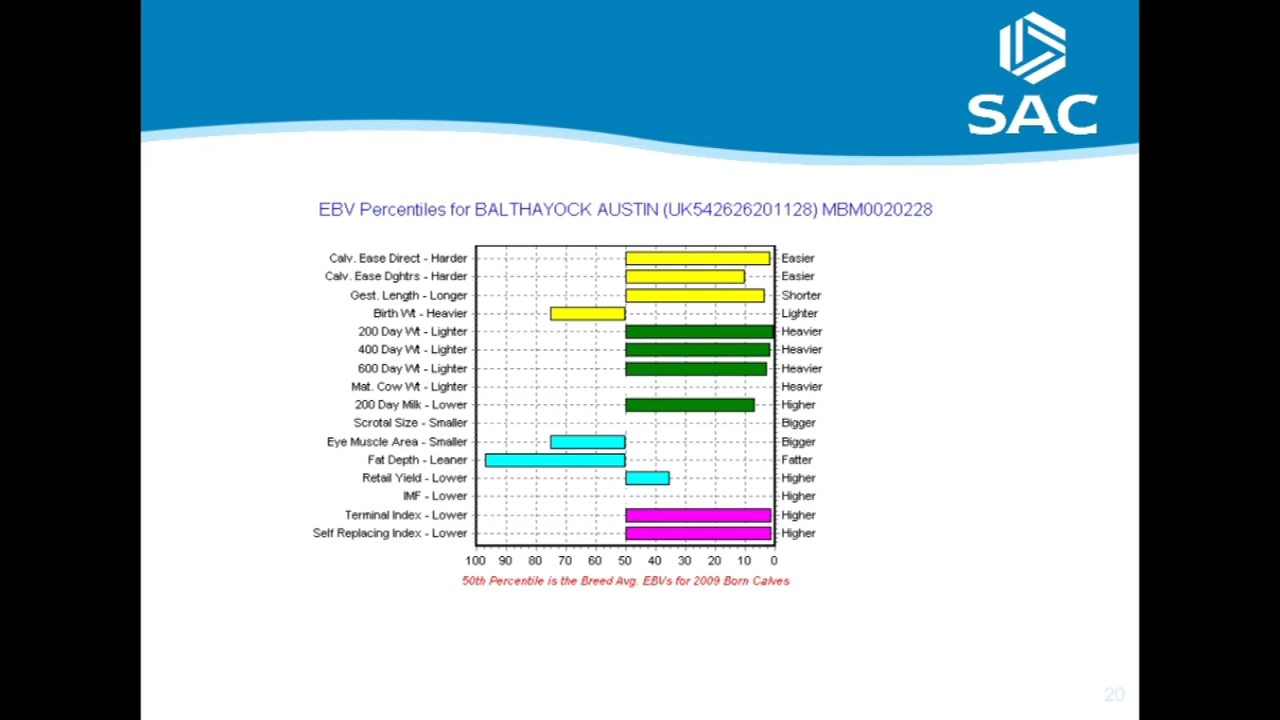 SAC
EBV Percentiles for BALTHAYOCK AUSTIN (UK542626201128) MBM0020228
Calv. Ease Direct - Harder Easier
Calv. Ease Dghtrs - Harder Easier
Gest. Length - Longer Shorter
Birth Wt - Heavier Lighter
200 Day Wt - Lighter Heavier
400 Day Wt - Lighter Heavier
600 Day Wt - Lighter Heavier
Mat. Cow Wt - Lighter Heavier
200 Day Milk - Lower Higher
Scrotal Size - Smaller Bigger
Eye Muscle Area - Smaller Bigger
Fat Depth - Leaner Fatter
Retail Yield - Lower Higher
IMF - Lower Higher
Terminal Index - Lower Higher
Self Replacing Index - Lower Higher
100 90 80 70 60 50 40 30 20 10 0
50th Percentile is the Breed Avg. EBVs for 2009 Born Calves
20